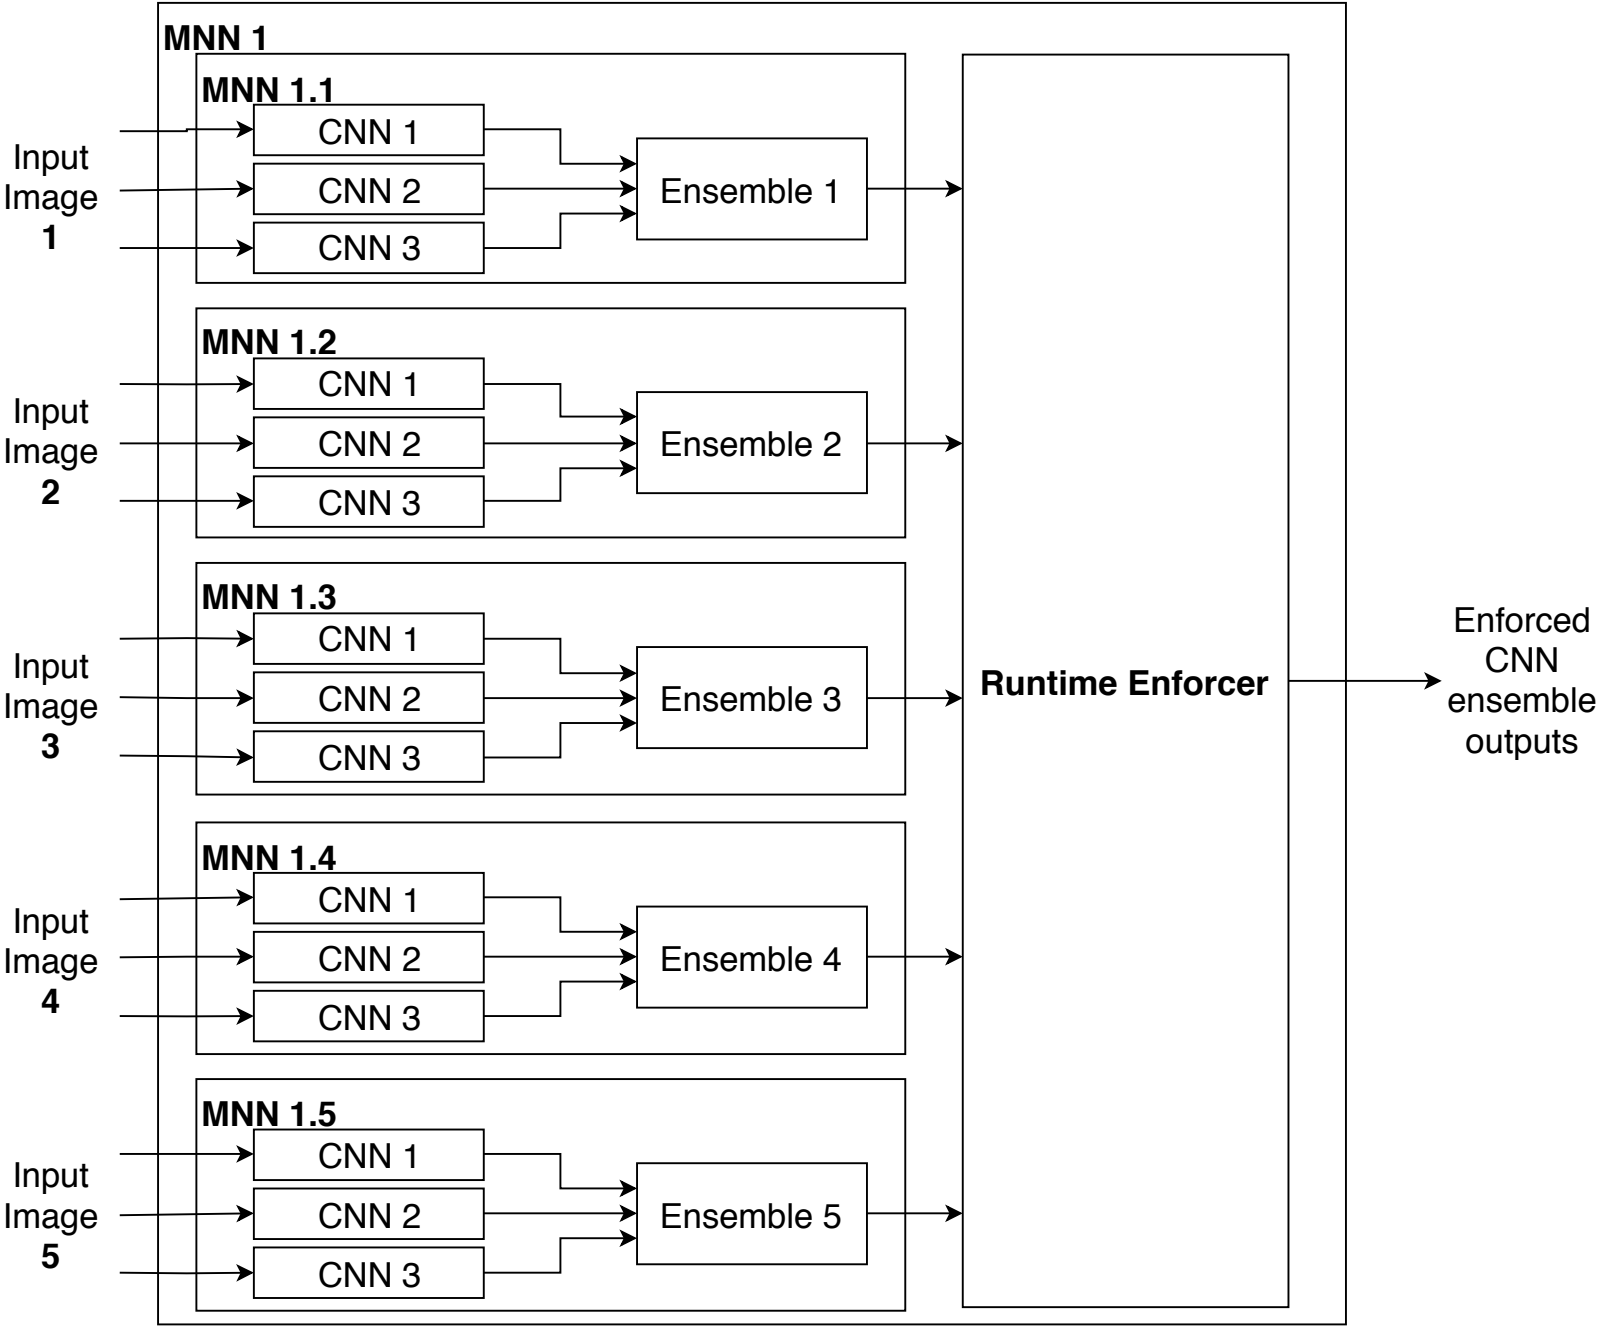 MNN 1
MNN 1.1
CNN 1
CNN 2
CNN 3
Input
Image
1
Ensemble 1
MNN 1.2
CNN 1
CNN 2
CNN 3
Input
Image
2
Ensemble 2
MNN 1.3
CNN 1
CNN 2
CNN 3
Input
Image
3
Ensemble 3
MNN 1.4
CNN 1
CNN 2
CNN 3
Input
Image
4
Ensemble 4
MNN 1.5
CNN 1
CNN 2
CNN 3
Input
Image
5
Ensemble 5
Runtime Enforcer
Enforced
CNN
ensemble
outputs